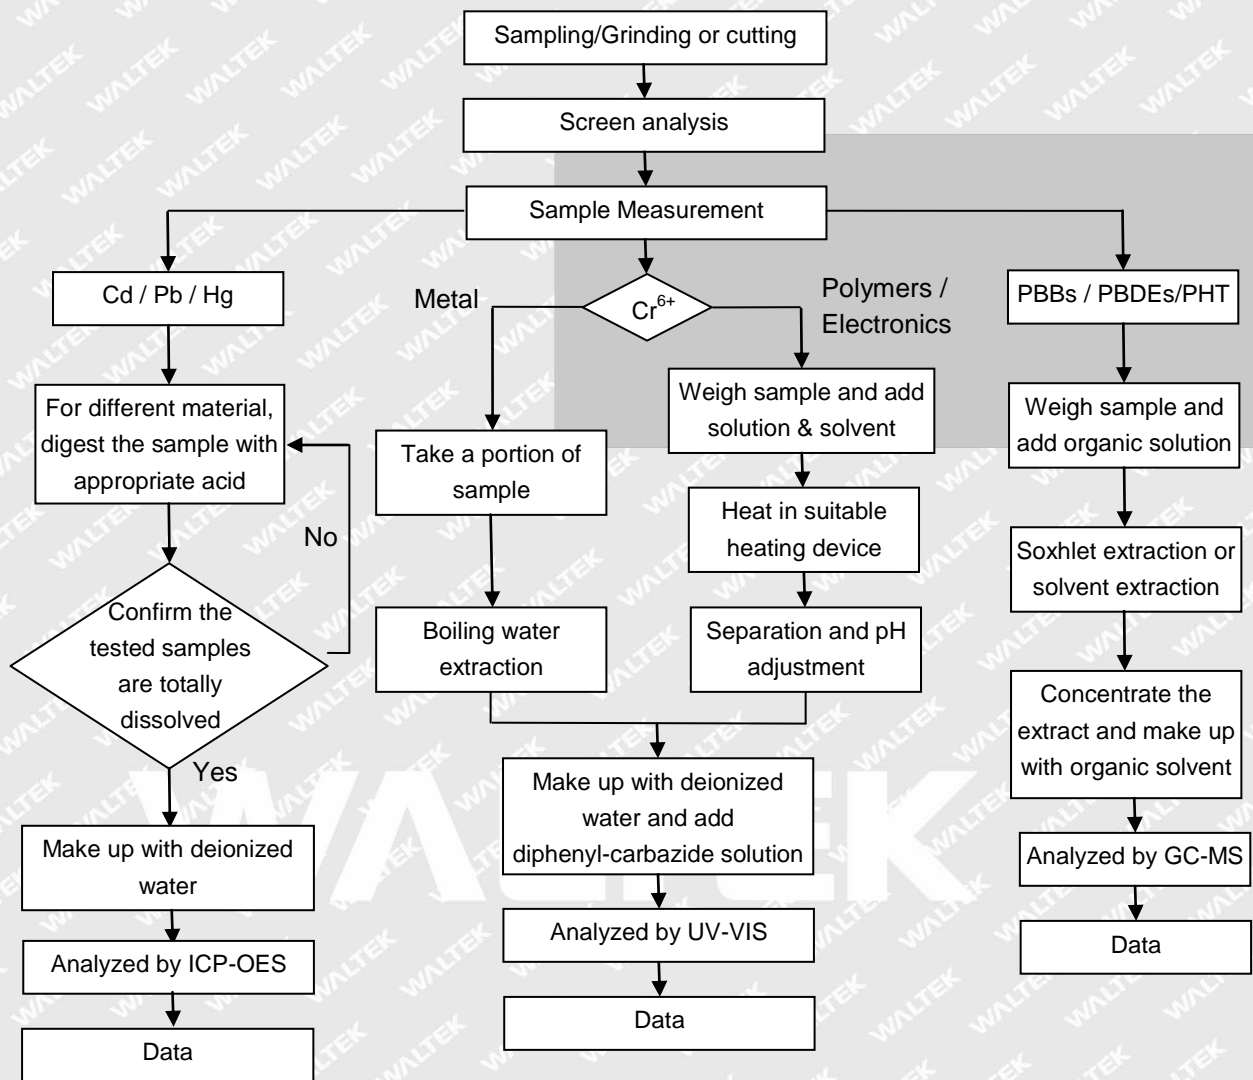 Sampling/Grinding or cutting
Screen analysis
Sample Measurement
Cd / Pb / Hg
Metal
Cr6+
Polymers /
Electronics
PBBs / PBDEs/PHT
For different material,
digest the sample with
appropriate acid
No
Take a portion of
sample
Weigh sample and add
solution & solvent
Weigh sample and
add organic solution
Heat in suitable
heating device
Soxhlet extraction or
solvent extraction
Confirm the
tested samples
are totally
dissolved
Yes
Boiling water
extraction
Separation and pH
adjustment
Concentrate the
extract and make up
with organic solvent
Make up with deionized
water
Make up with deionized
water and add
diphenyl-carbazide solution
Analyzed by GC-MS
Analyzed by ICP-OES
Analyzed by UV-VIS
Data
Data
Data
WALTEK